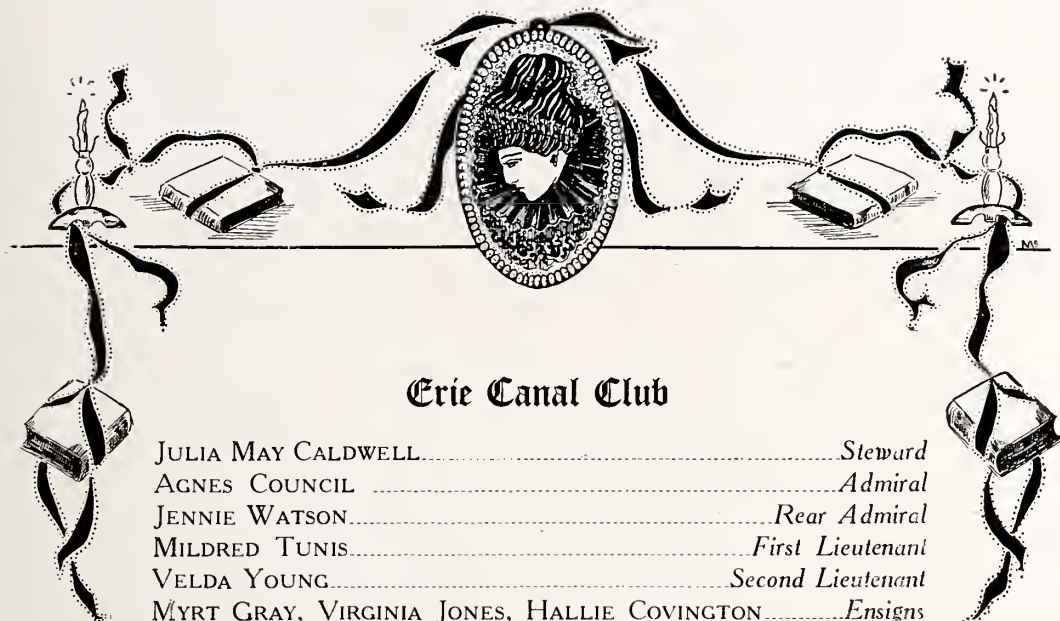 Mc
Erie Canal Club
JULIA MAY CALDWELL Steward
AGNES COUNCIL Admiral
JENNIE WATSON Rear Admiral
MILDRED TUNIS First Lieutenant
VELDA YOUNG Second Lieutenant
MYRT GRAY, VIRGINIA JONES, HALLIE COVINGTON Ensigns